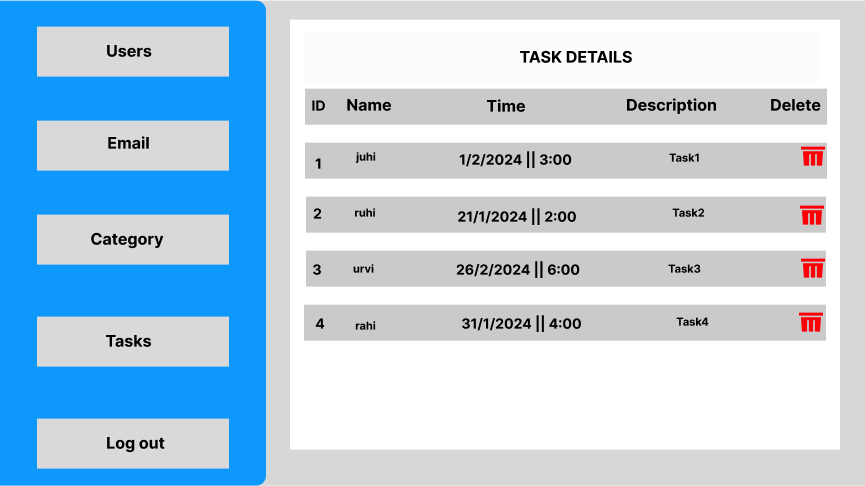 Users
Email
Category
Tasks
Log out
TASK DETAILS
ID Name Time Description Delete
1 juhi 1/2/2024 || 3:00 Task1
2 ruhi 21/1/2024 || 2:00 Task2
3 urvi 26/2/2024 || 6:00 Task3
4 rahi 31/1/2024 || 4:00 Task4